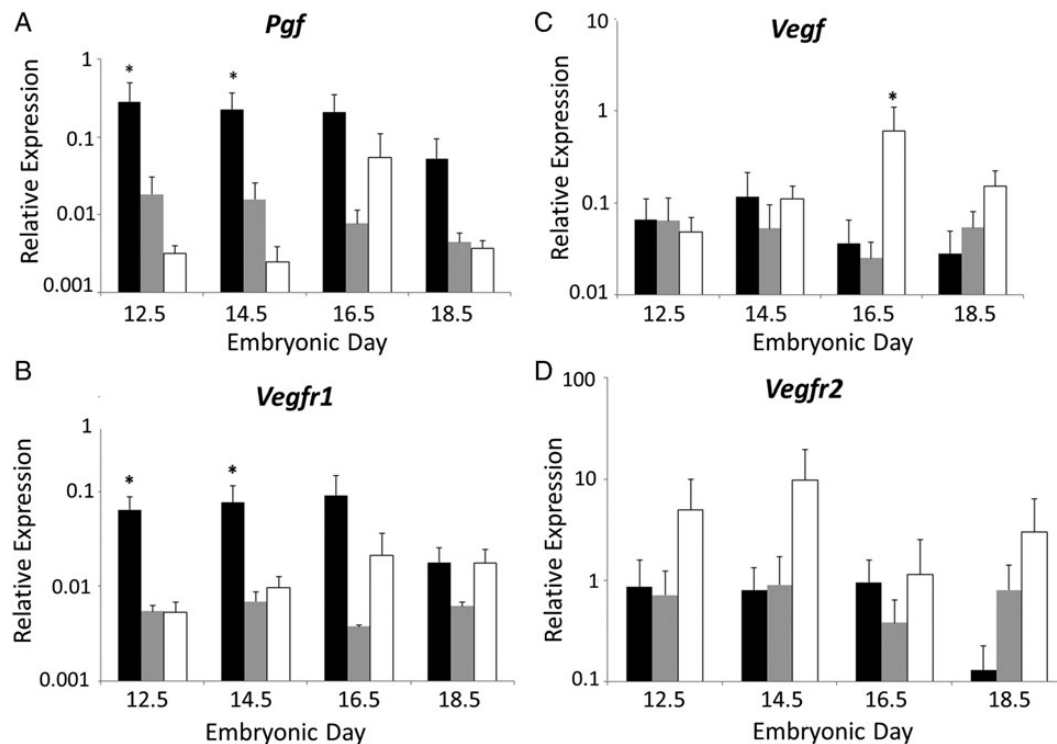 A
Pgf
Relative Expression
1
0.1
0.01
0.001
*
*
12.5 14.5 16.5 18.5
Embryonic Day
B
Vegfr1
Relative Expression
1
0.1
0.01
0.001
*
*
12.5 14.5 16.5 18.5
Embryonic Day
C
Vegf
Relative Expression
10
1
0.1
0.01
*
12.5 14.5 16.5 18.5
Embryonic Day
D
Vegfr2
Relative Expression
100
10
1
0.1
12.5 14.5 16.5 18.5
Embryonic Day